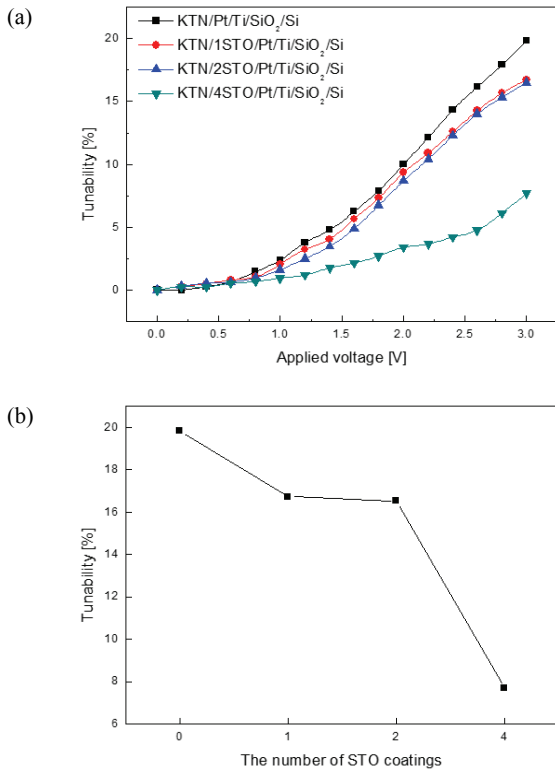 (a)
KTN/Pt/Ti/SiO₂/Si
KTN/1STO/Pt/Ti/SiO₂/Si
KTN/2STO/Pt/Ti/SiO₂/Si
KTN/4STO/Pt/Ti/SiO₂/Si
20
15
10
5
0
Tunability [%]
0.0 0.5 1.0 1.5 2.0 2.5 3.0
Applied voltage [V]
(b)
20
18
16
14
12
10
8
6
Tunability [%]
0 1 2 4
The number of STO coatings